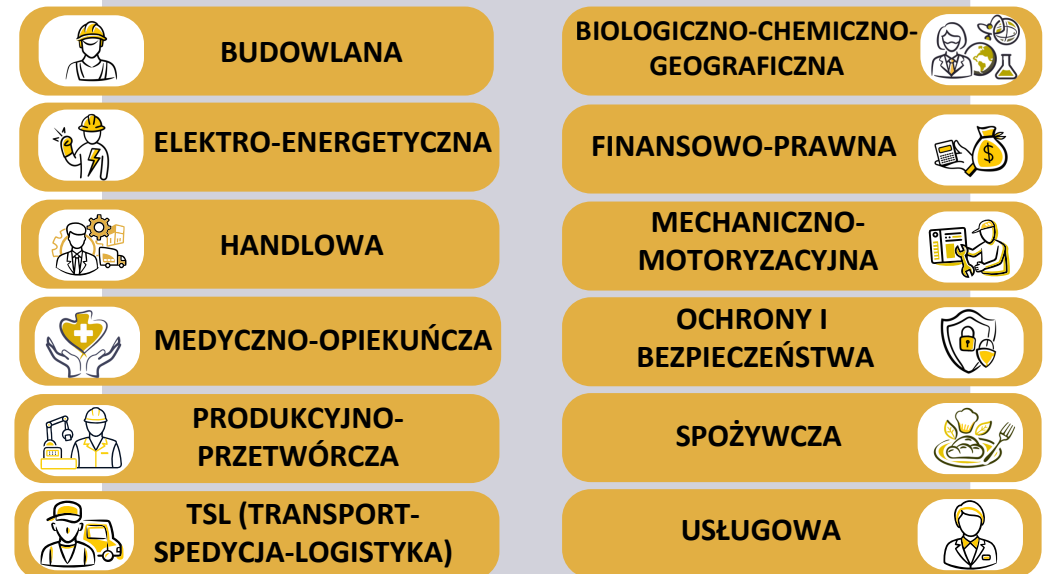 BUDOWLANA
ELEKTRO-ENERGETYCZNA
HANDLOWA
MEDYCZNO-OPIEKUŃCZA
PRODUKCYJNO-
PRZETWÓRCZA
TSL (TRANSPORT-
SPEDYCJA-LOGISTYKA)
BIOLOGICZNO-CHEMICZNO-
GEOGRAFICZNA
FINANSOWO-PRAWNA
MECHANICZNO-
MOTORYZACYJNA
OCHRONY I
BEZPIECZEŃSTWA
SPOŻYWCZA
USŁUGOWA